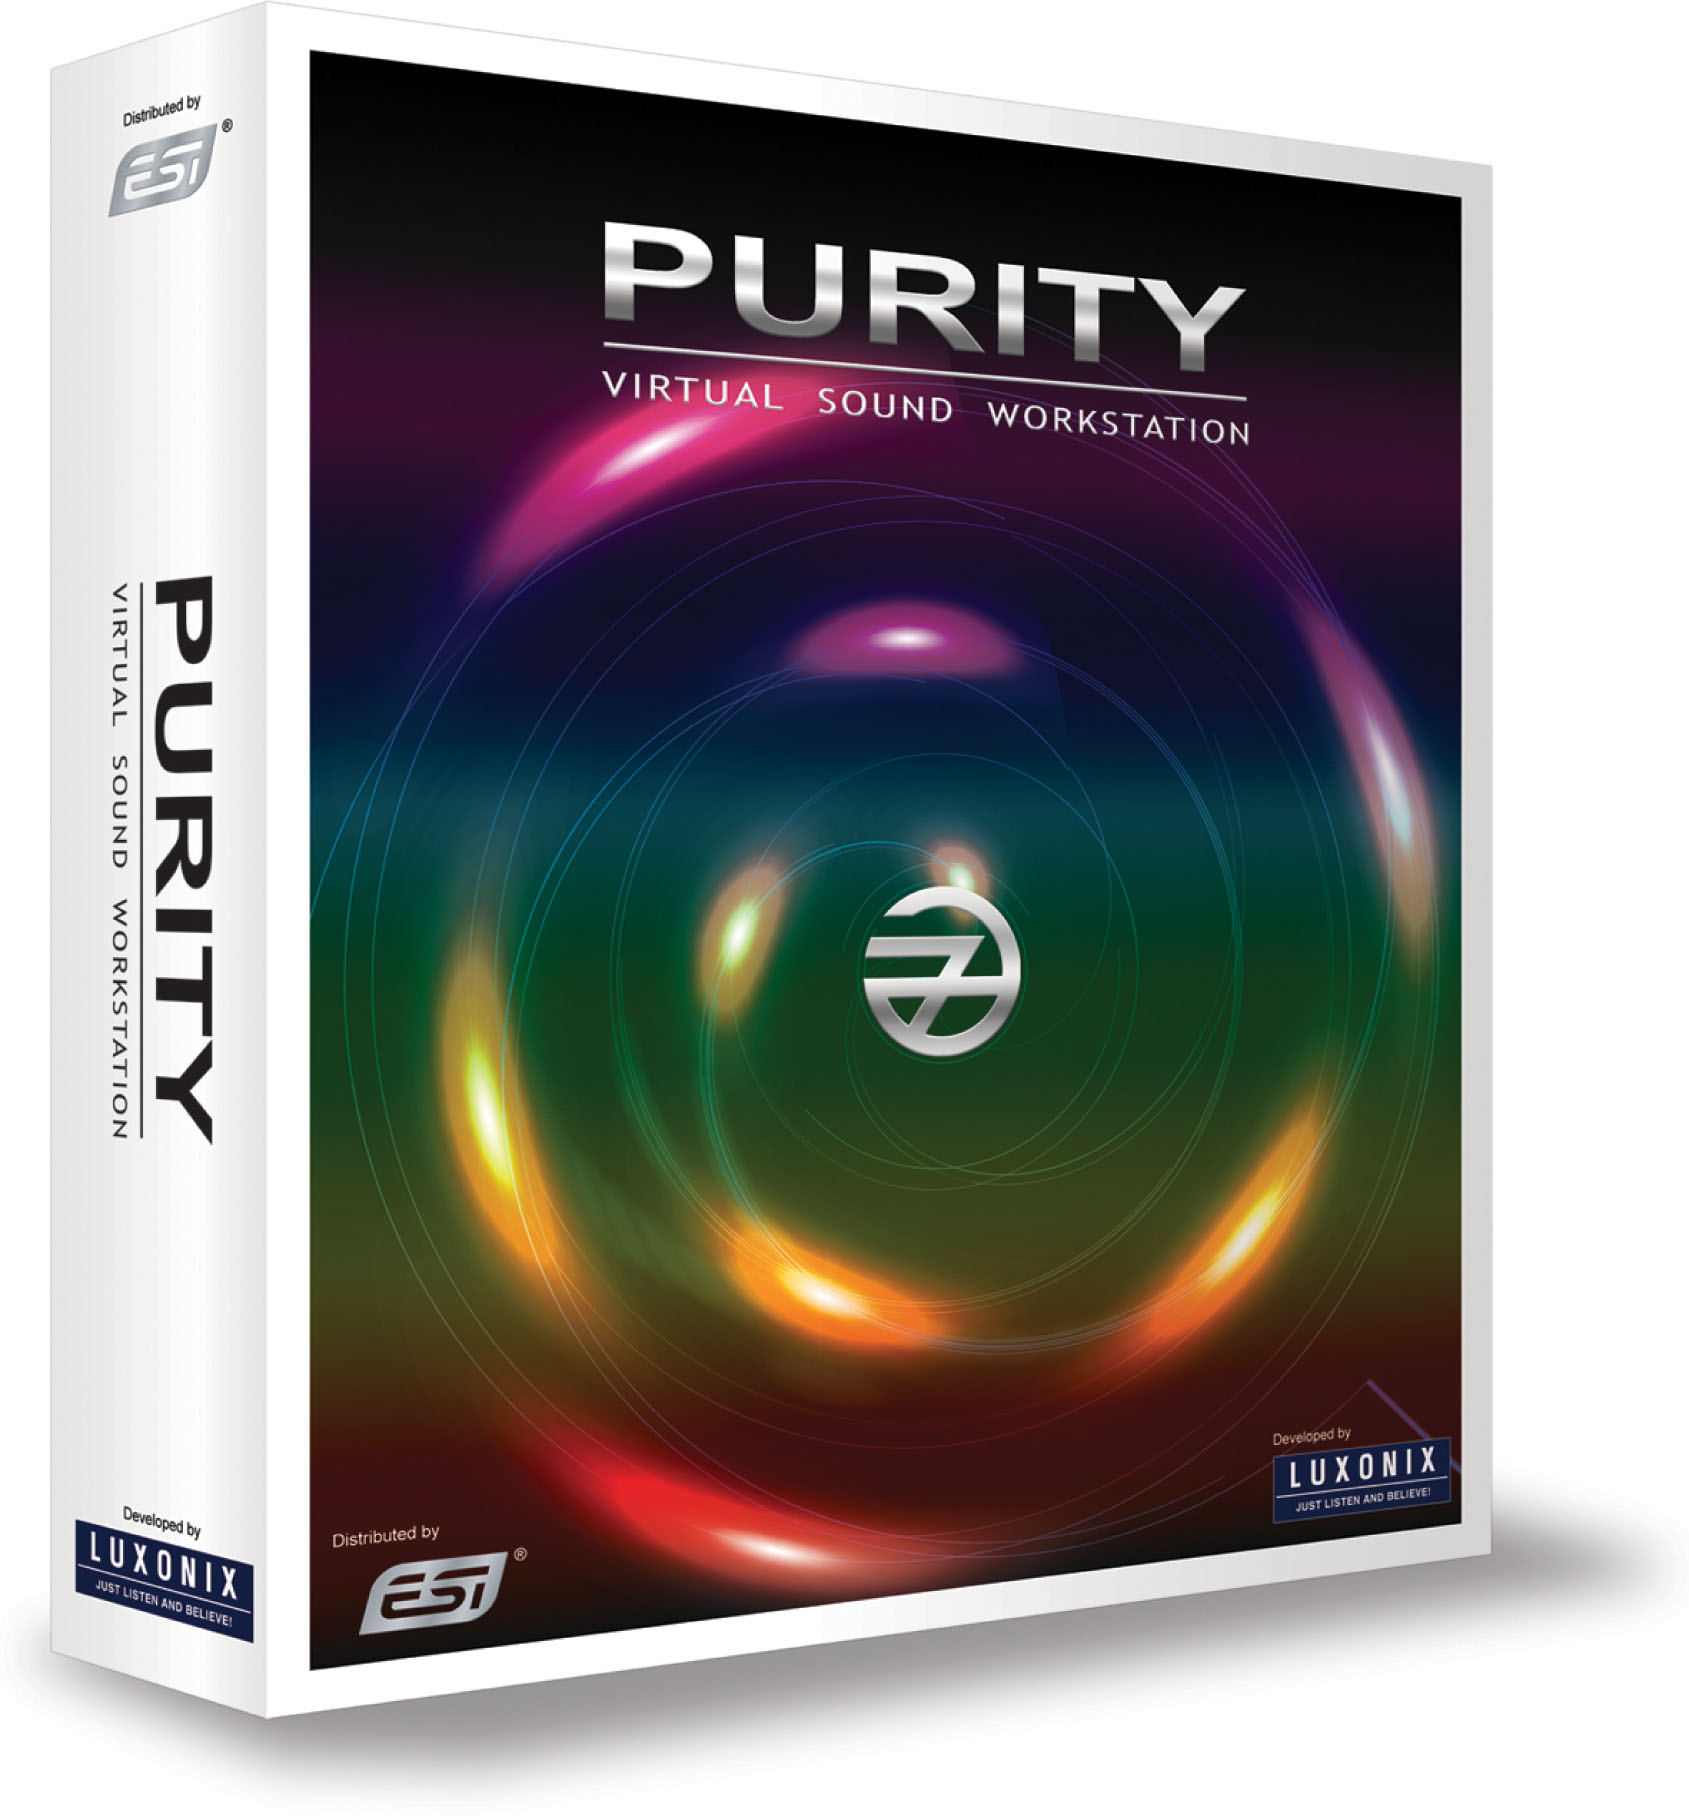 Distributed by
ESI®
PURITY
VIRTUAL SOUND WORKSTATION
Developed by
LUXONIX
JUST LISTEN AND BELIEVE!
PURITY
VIRTUAL SOUND WORKSTATION
Distributed by
ESI®
Developed by
LUXONIX
JUST LISTEN AND BELIEVE!